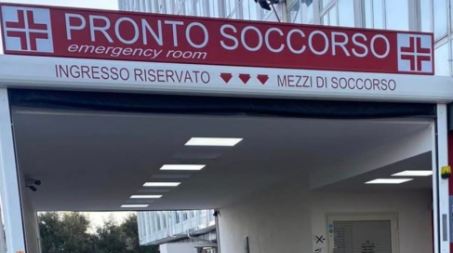 PRONTO SOCCORSO
emergency room
INGRESSO RISERVATO MEZZI DI SOCCORSO